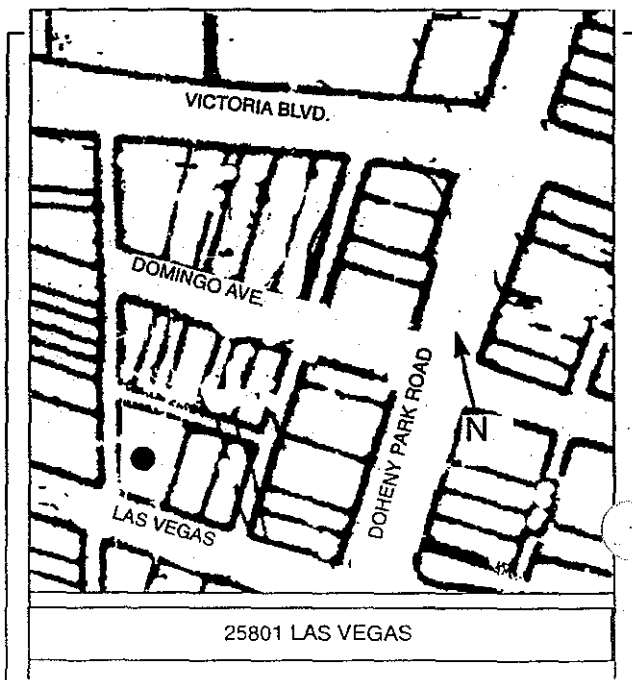 VICTORIA BLVD.
DOMINGO AVE.
DOHENY PARK ROAD
N
LAS VEGAS
25801 LAS VEGAS